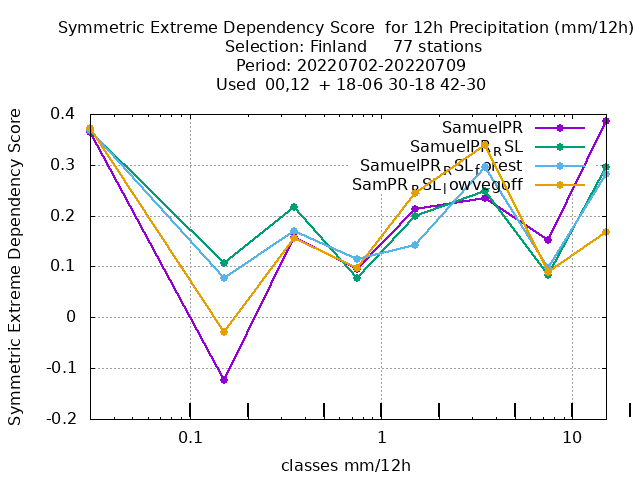 Symmetric Extreme Dependency Score for 12h Precipitation (mm/12h)
Selection: Finland 77 stations
Period: 20220702-20220709
Used 00,12 + 18-06 30-18 42-30
Symmetric Extreme Dependency Score
0.4
0.3
0.2
0.1
0
-0.1
-0.2
SamuelPR
SamuelPR_RSL
SamuelPR_RSL_forest
SamPR_RSL_lowvegoff
0.1
1
10
classes mm/12h